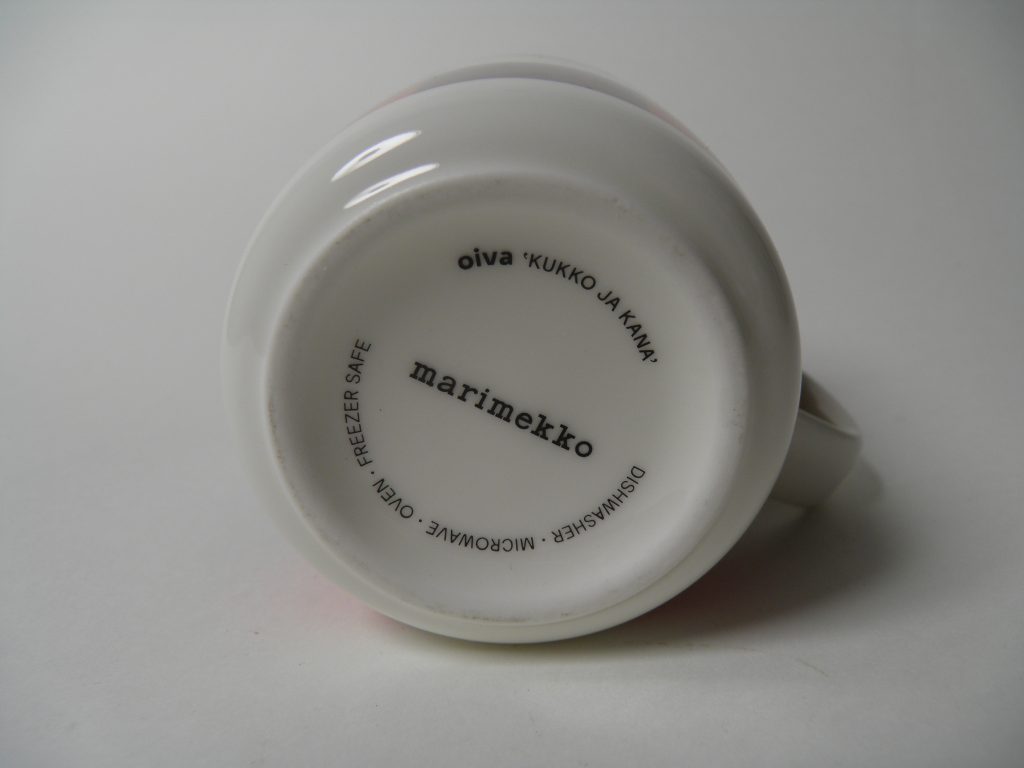 oiva ‘KUKKO JA KANA’
marimekko
DISHWASHER · MICROWAVE · OVEN · FREEZER SAFE